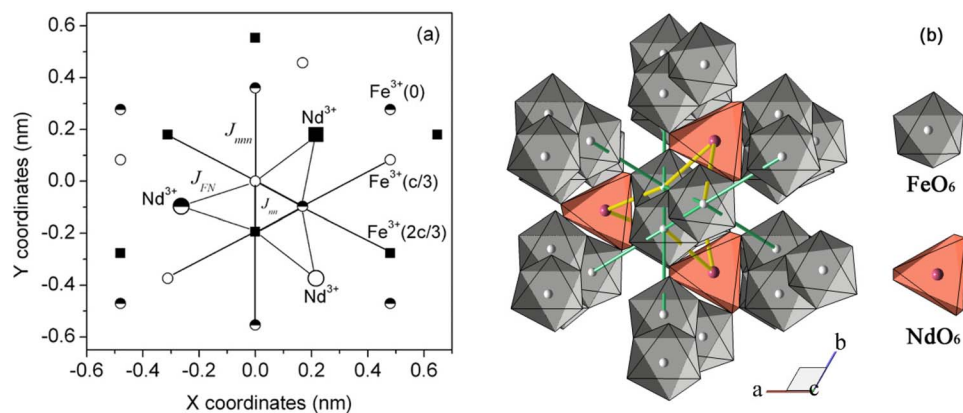 (a)
(b)
0.6
0.4
0.2
0.0
-0.2
-0.4
-0.6
Y coordinates (nm)
Fe³⁺(0)
Nd³⁺
Jₙₙₙ
J_FN
Fe³⁺(c/3)
Nd³⁺
Jₙₙ
Fe³⁺(2c/3)
Nd³⁺
-0.6 -0.4 -0.2 0.0 0.2 0.4 0.6
X coordinates (nm)
FeO₆
NdO₆
b
a c